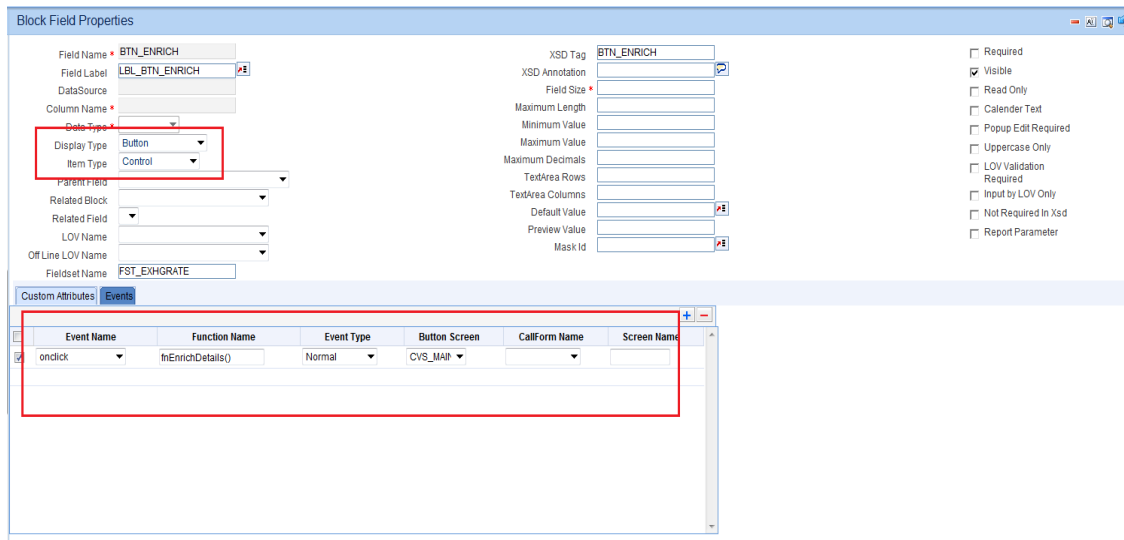 Block Field Properties
Field Name * BTN_ENRICH
Field Label LBL_BTN_ENRICH
DataSource
Column Name *
Data Type *
Display Type Button
Item Type Control
Parent Field
Related Block
Related Field
LOV Name
Off Line LOV Name
Fieldset Name FST_EXHGRATE
XSD Tag BTN_ENRICH
XSD Annotation
Field Size *
Maximum Length
Minimum Value
Maximum Value
Maximum Decimals
TextArea Rows
TextArea Columns
Default Value
Preview Value
Mask Id
Required
Visible
Read Only
Calender Text
Popup Edit Required
Uppercase Only
LOV Validation
Required
Input by LOV Only
Not Required In Xsd
Report Parameter
Custom Attributes Events
Event Name Function Name Event Type Button Screen CallForm Name Screen Name
onclick fnEnrichDetails() Normal CVS_MAIN